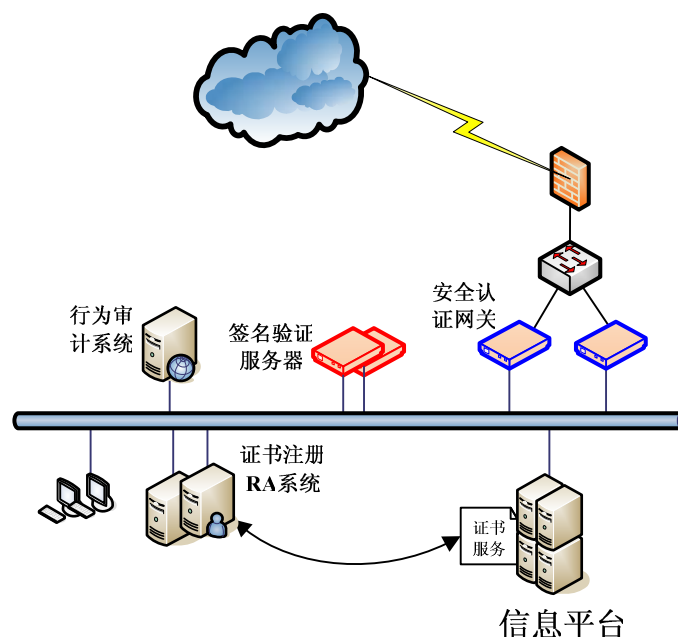 安全认
证网关
行为审
计系统
签名验证
服务器
证书注册
RA系统
证书
服务
信息平台